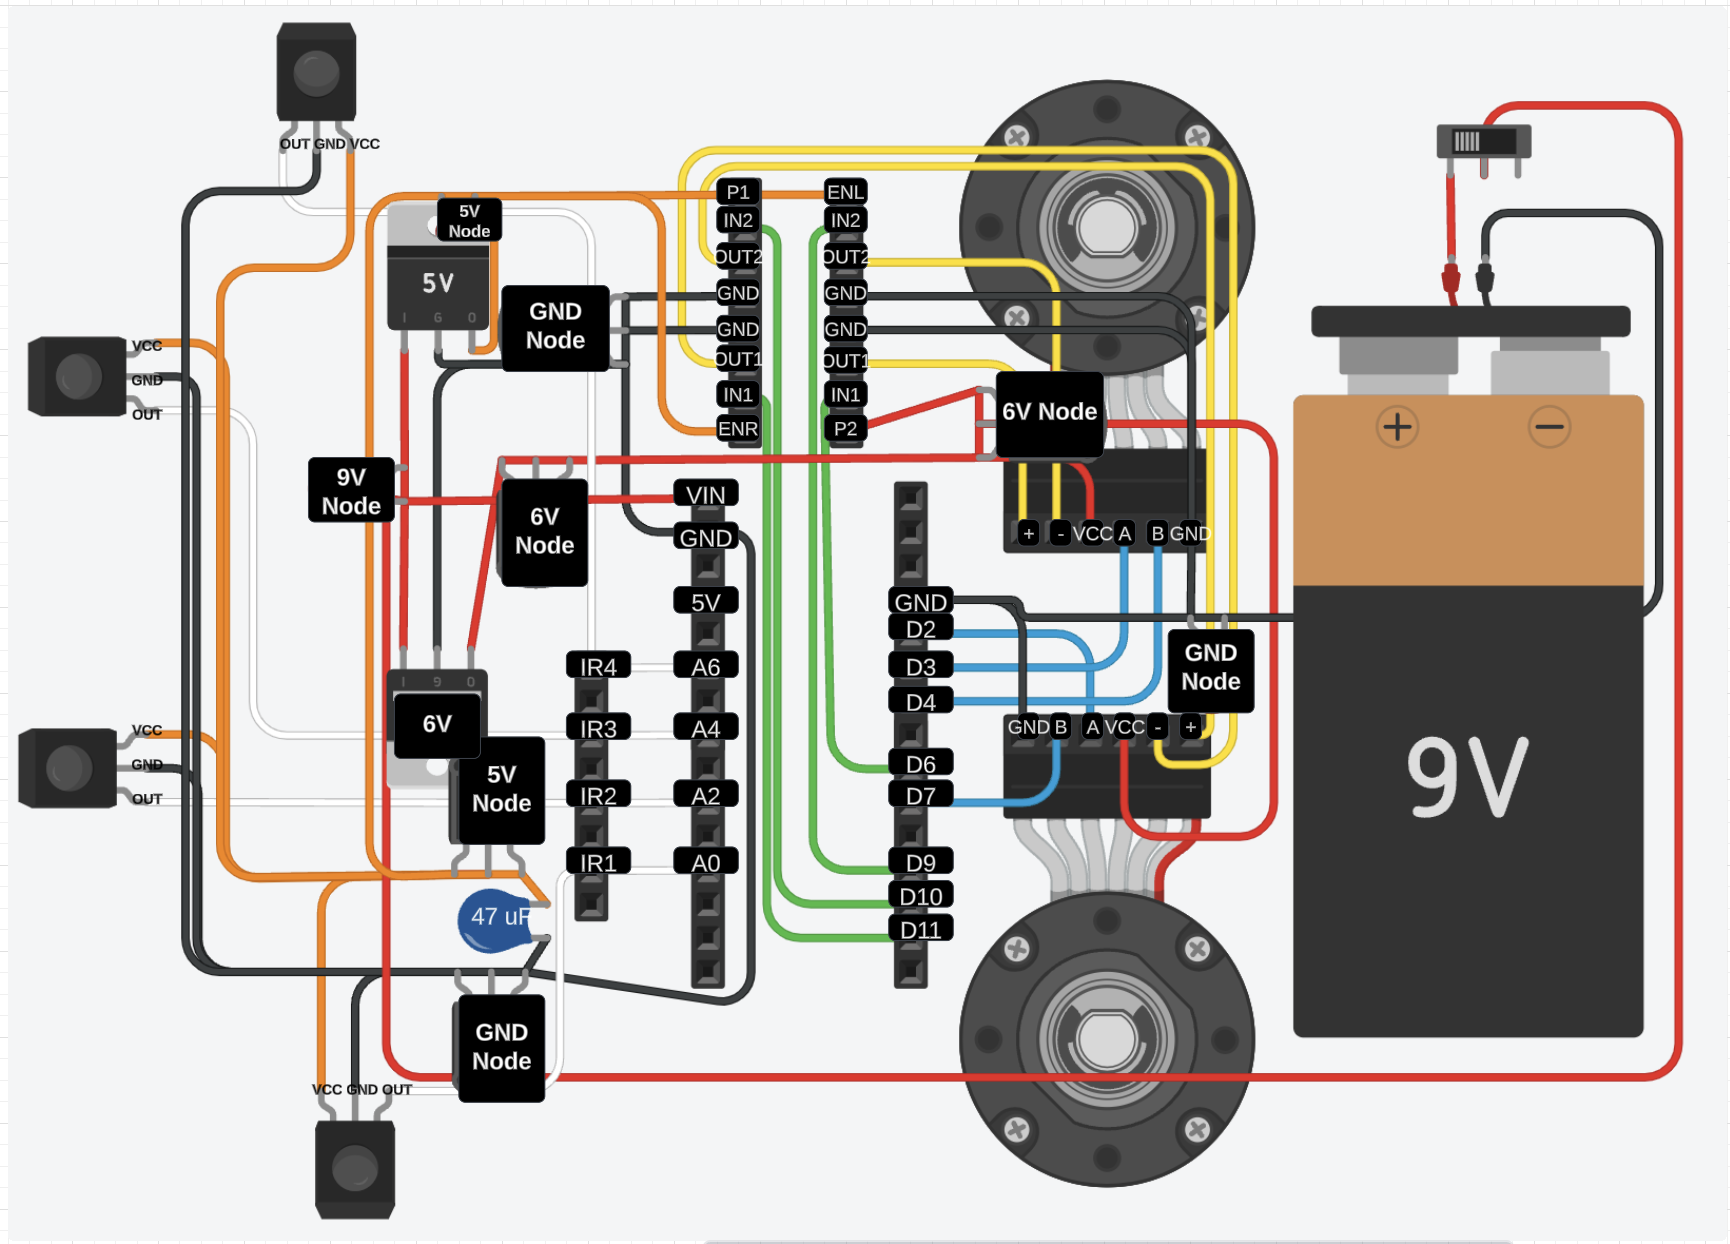 OUT GND VCC
P1
ENL
5V
Node
IN2
IN2
OUT2
OUT2
5V
I G O
GND
Node
GND
GND
GND
GND
VCC
GND
OUT
OUT1
OUT1
IN1
IN1
ENR
P2
6V Node
+
−
9V
Node
VIN
6V
Node
GND
+
-
VCC
A
B
GND
5V
GND
D2
GND
Node
IR4
A6
D3
D4
I G O
6V
VCC
GND
OUT
IR3
A4
GND
B
A
VCC
-
+
D6
9V
5V
Node
IR2
A2
D7
IR1
A0
D9
47 uF
D10
D11
GND
Node
VCC GND OUT